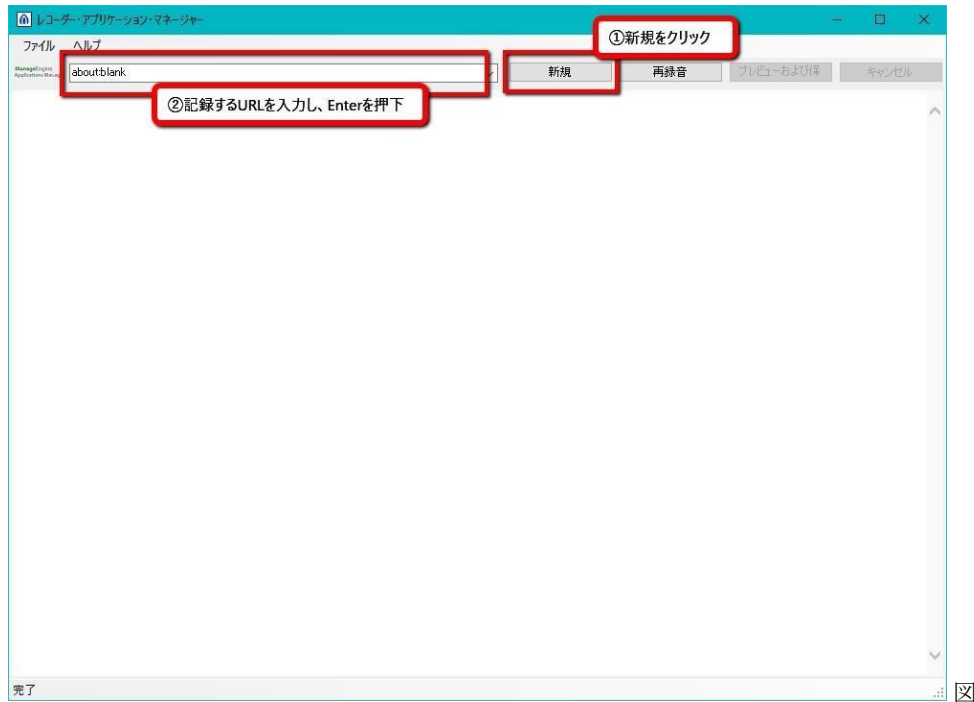 レコーダー・アプリケーション・マネージャー
①新規をクリック
ファイル ヘルプ
ManageEngine
Applications Manag
about:blank
新規 再録音 プレビューおよび保 キャンセル
②記録するURLを入力し、Enterを押下
完了
図